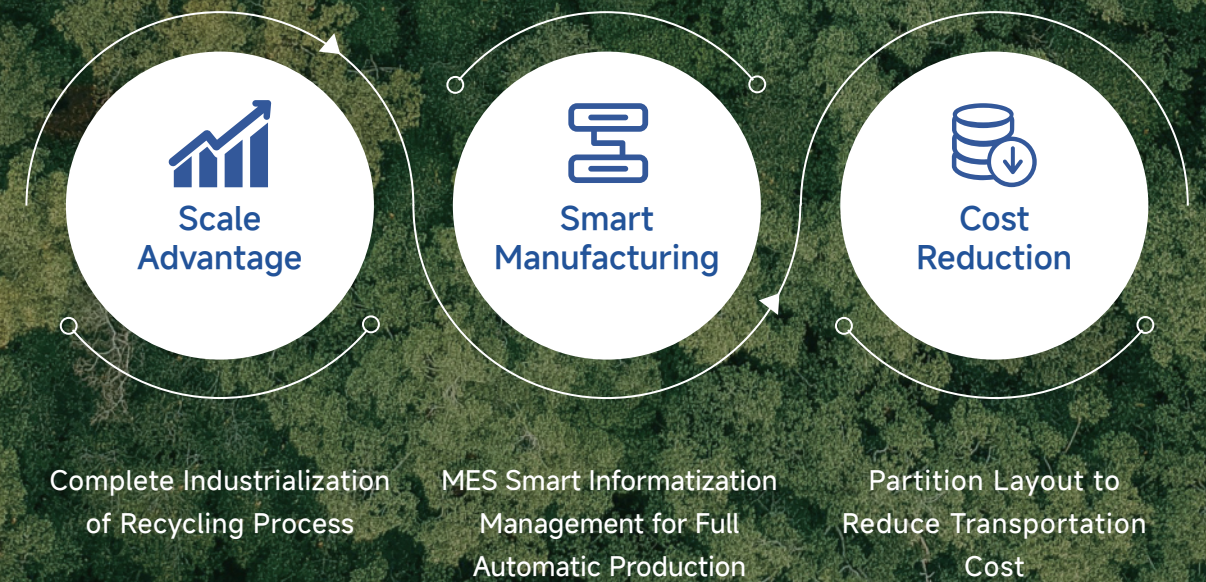 Scale
Advantage
Smart
Manufacturing
Cost
Reduction
Complete Industrialization
of Recycling Process
MES Smart Informatization
Management for Full
Automatic Production
Partition Layout to
Reduce Transportation
Cost